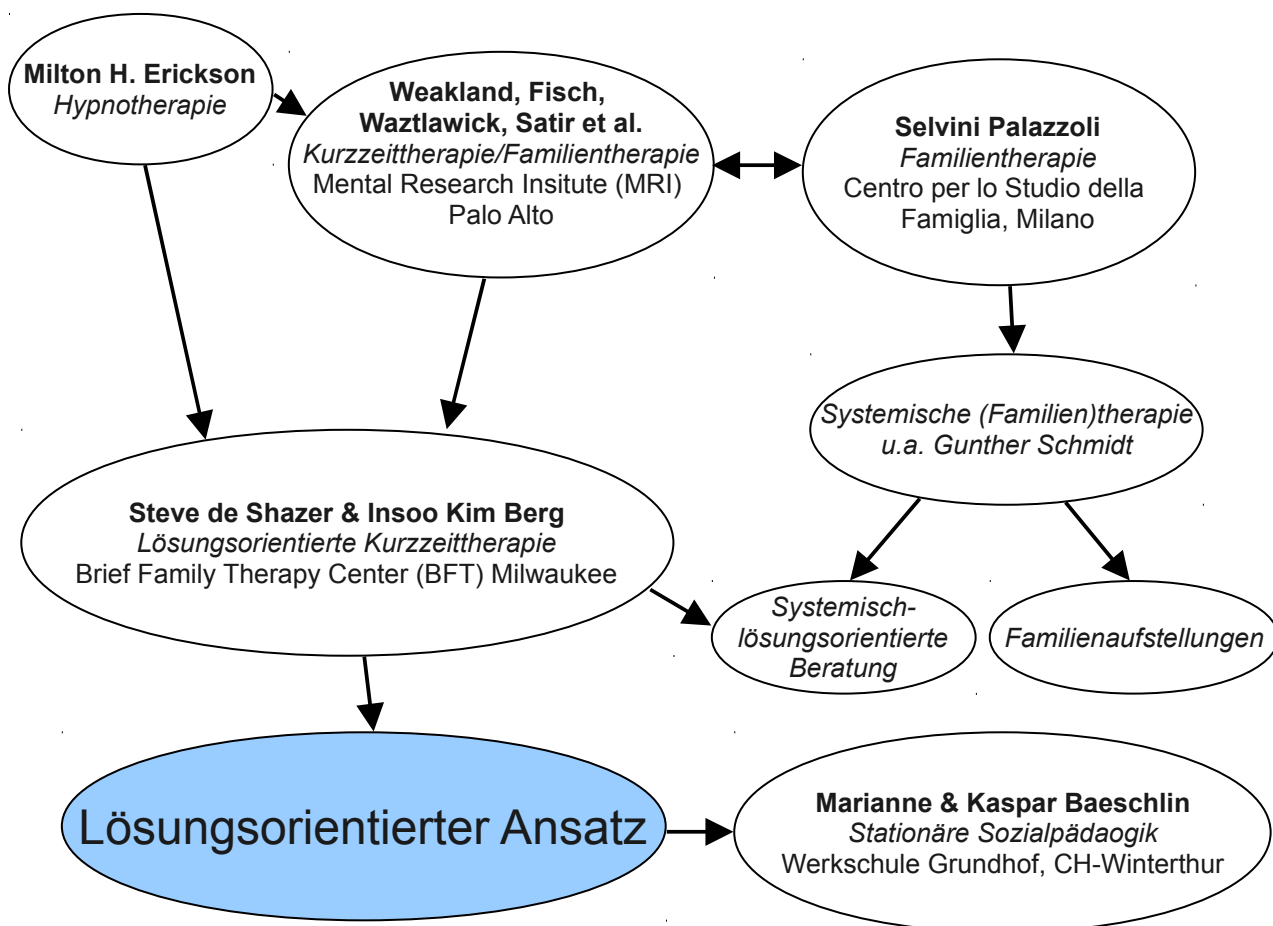 Milton H. Erickson
Hypnotherapie
Weakland, Fisch,
Waztlawick, Satir et al.
Kurzzeittherapie/Familientherapie
Mental Research Insitute (MRI)
Palo Alto
Selvini Palazzoli
Familientherapie
Centro per lo Studio della
Famiglia, Milano
Systemische (Familien)therapie
u.a. Gunther Schmidt
Steve de Shazer & Insoo Kim Berg
Lösungsorientierte Kurzzeittherapie
Brief Family Therapy Center (BFT) Milwaukee
Systemisch-
lösungsorientierte
Beratung
Familienaufstellungen
Lösungsorientierter Ansatz
Marianne & Kaspar Baeschlin
Stationäre Sozialpädaogik
Werkschule Grundhof, CH-Winterthur